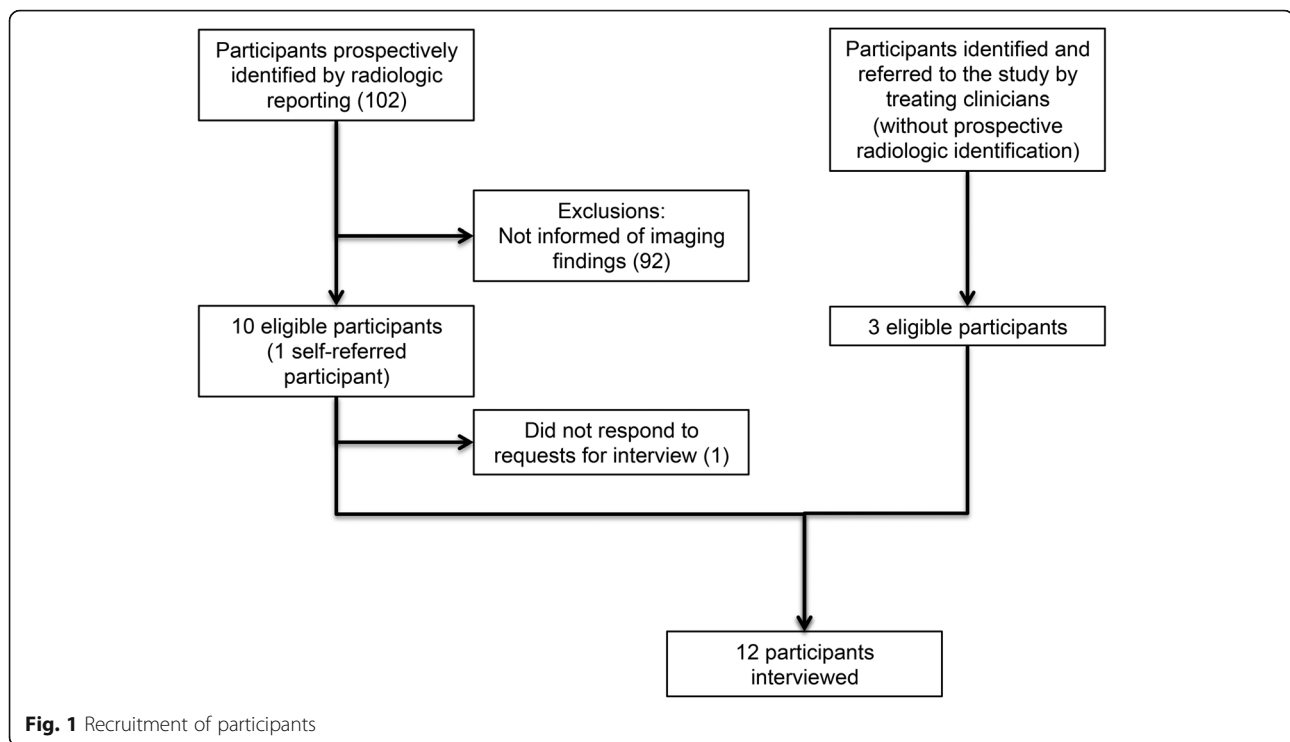 Participants prospectively
identified by radiologic
reporting (102)
Participants identified and
referred to the study by
treating clinicians
(without prospective
radiologic identification)
Exclusions:
Not informed of imaging
findings (92)
10 eligible participants
(1 self-referred
participant)
3 eligible participants
Did not respond to
requests for interview (1)
12 participants
interviewed
Fig. 1 Recruitment of participants